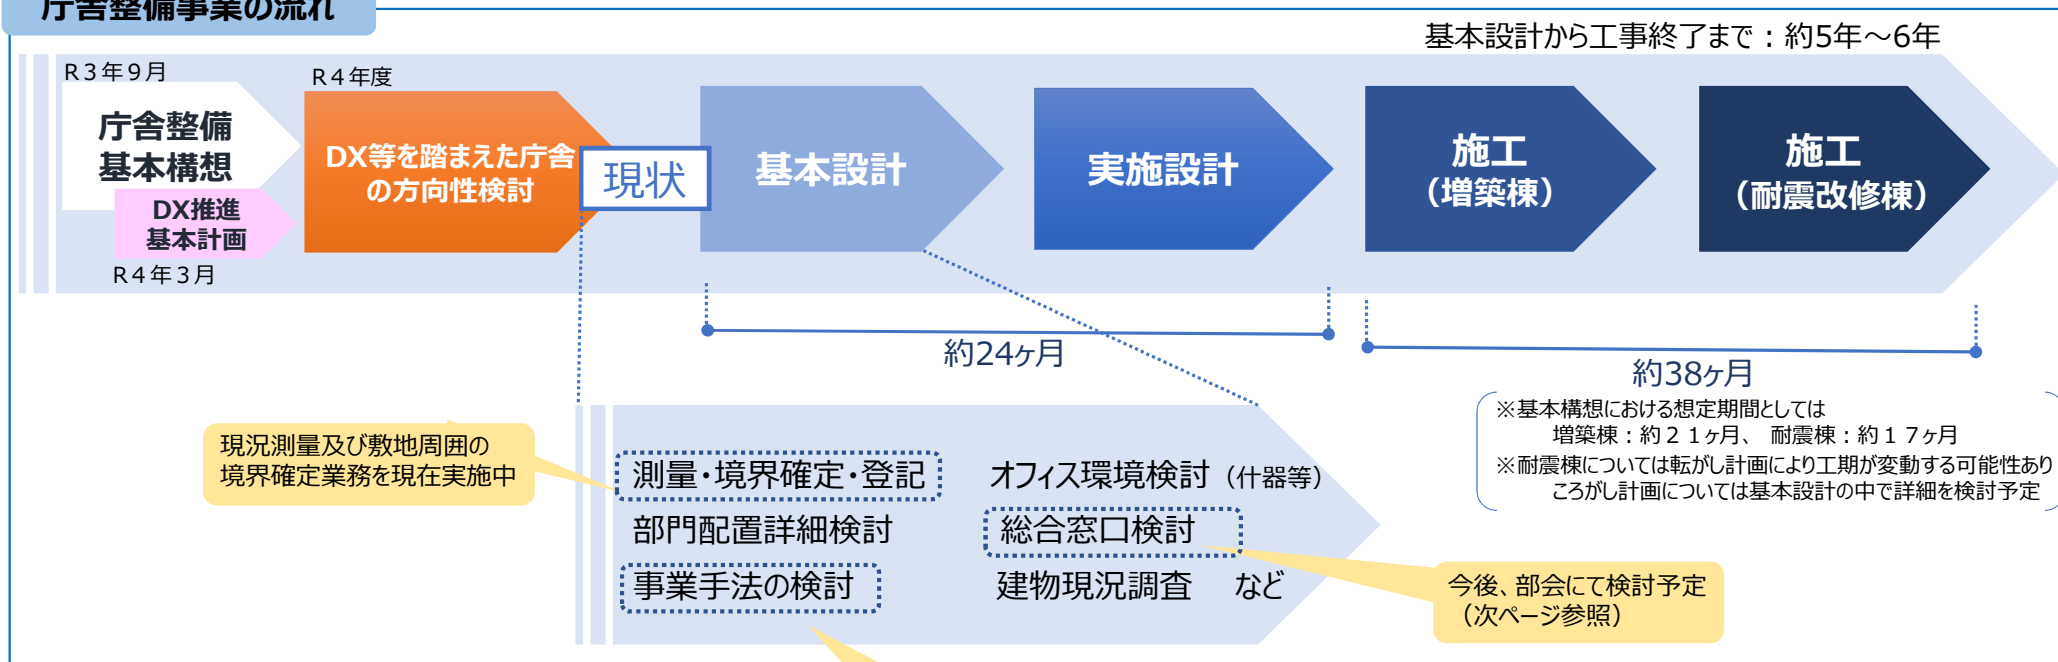 庁舎整備事業の流れ
基本設計から工事終了まで：約5年～6年
R３年９月
庁舎整備
基本構想
DX推進
基本計画
R４年３月
R４年度
DX等を踏まえた庁舎
の方向性検討
現状
基本設計
実施設計
施工
（増築棟）
施工
（耐震改修棟）
約24ヶ月
約38ヶ月
※基本構想における想定期間としては
増築棟：約２１ヶ月、 耐震棟：約１７ヶ月
※耐震棟については転がし計画により工期が変動する可能性あり
ころがし計画については基本設計の中で詳細を検討予定
現況測量及び敷地周囲の
境界確定業務を現在実施中
測量・境界確定・登記
部門配置詳細検討
事業手法の検討
オフィス環境検討（什器等）
総合窓口検討
建物現況調査 など
今後、部会にて検討予定
（次ページ参照）